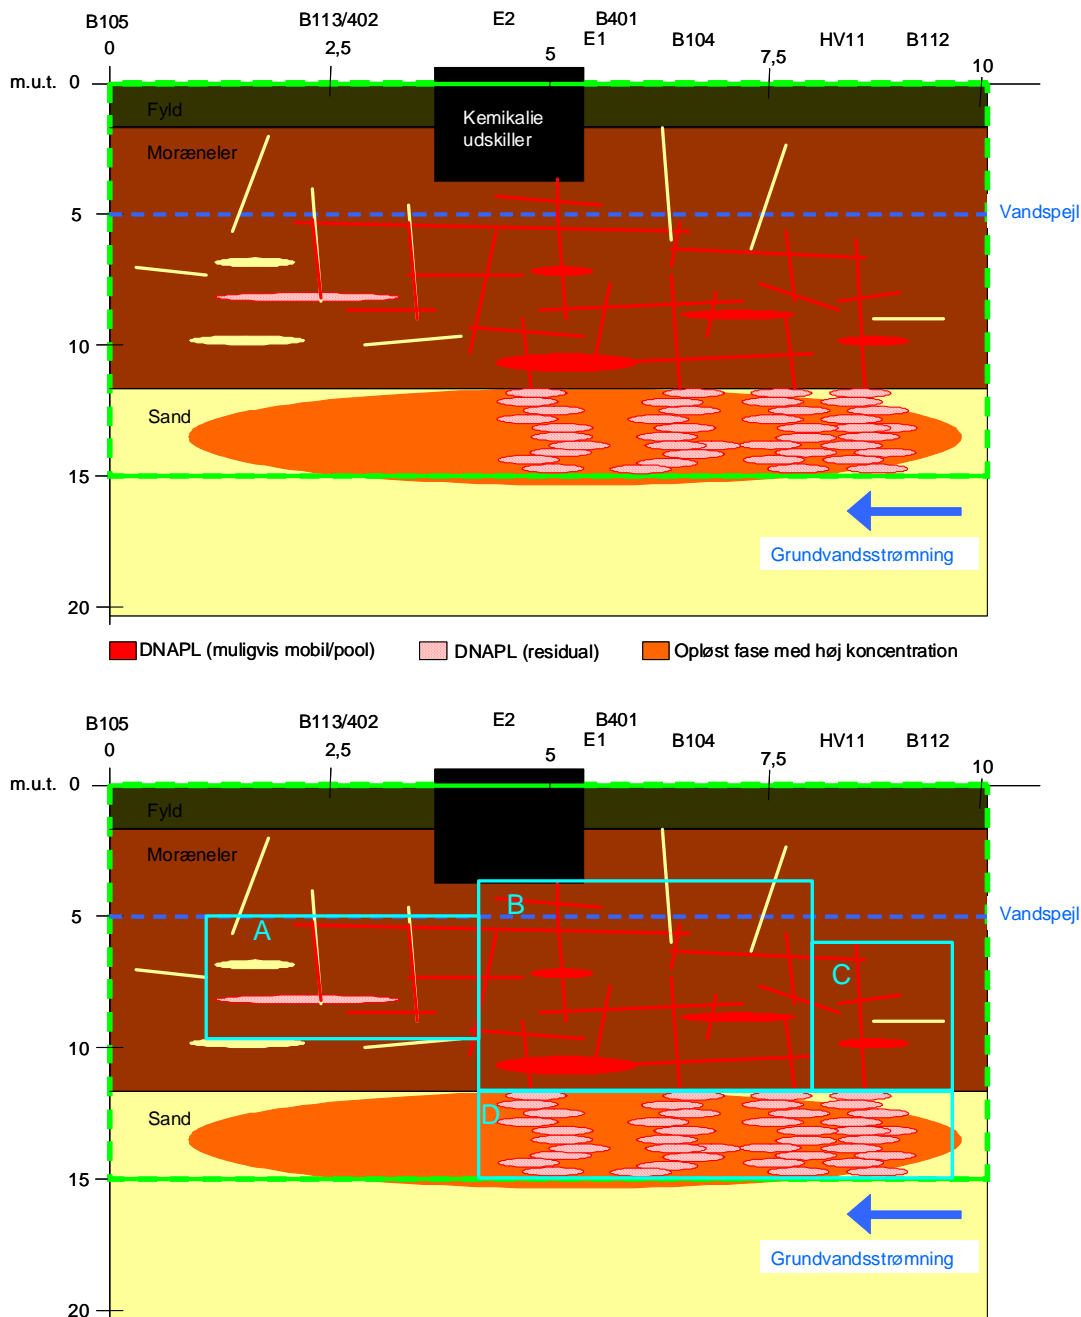 B105 B113/402 E2 B401
E1 B104 HV11 B112
0 2,5 5 7,5 10
m.u.t. 0
Fyld
Kemikalie
udskiller
Moræneler
5
Vandspejl
10
Sand
15
Grundvandsstrømning
20
DNAPL (muligvis mobil/pool) DNAPL (residual) Opløst fase med høj koncentration
B105 B113/402 E2 B401
E1 B104 HV11 B112
0 2,5 5 7,5 10
m.u.t. 0
Fyld
Moræneler
B
5
Vandspejl
A
C
10
D
Sand
15
Grundvandsstrømning
20